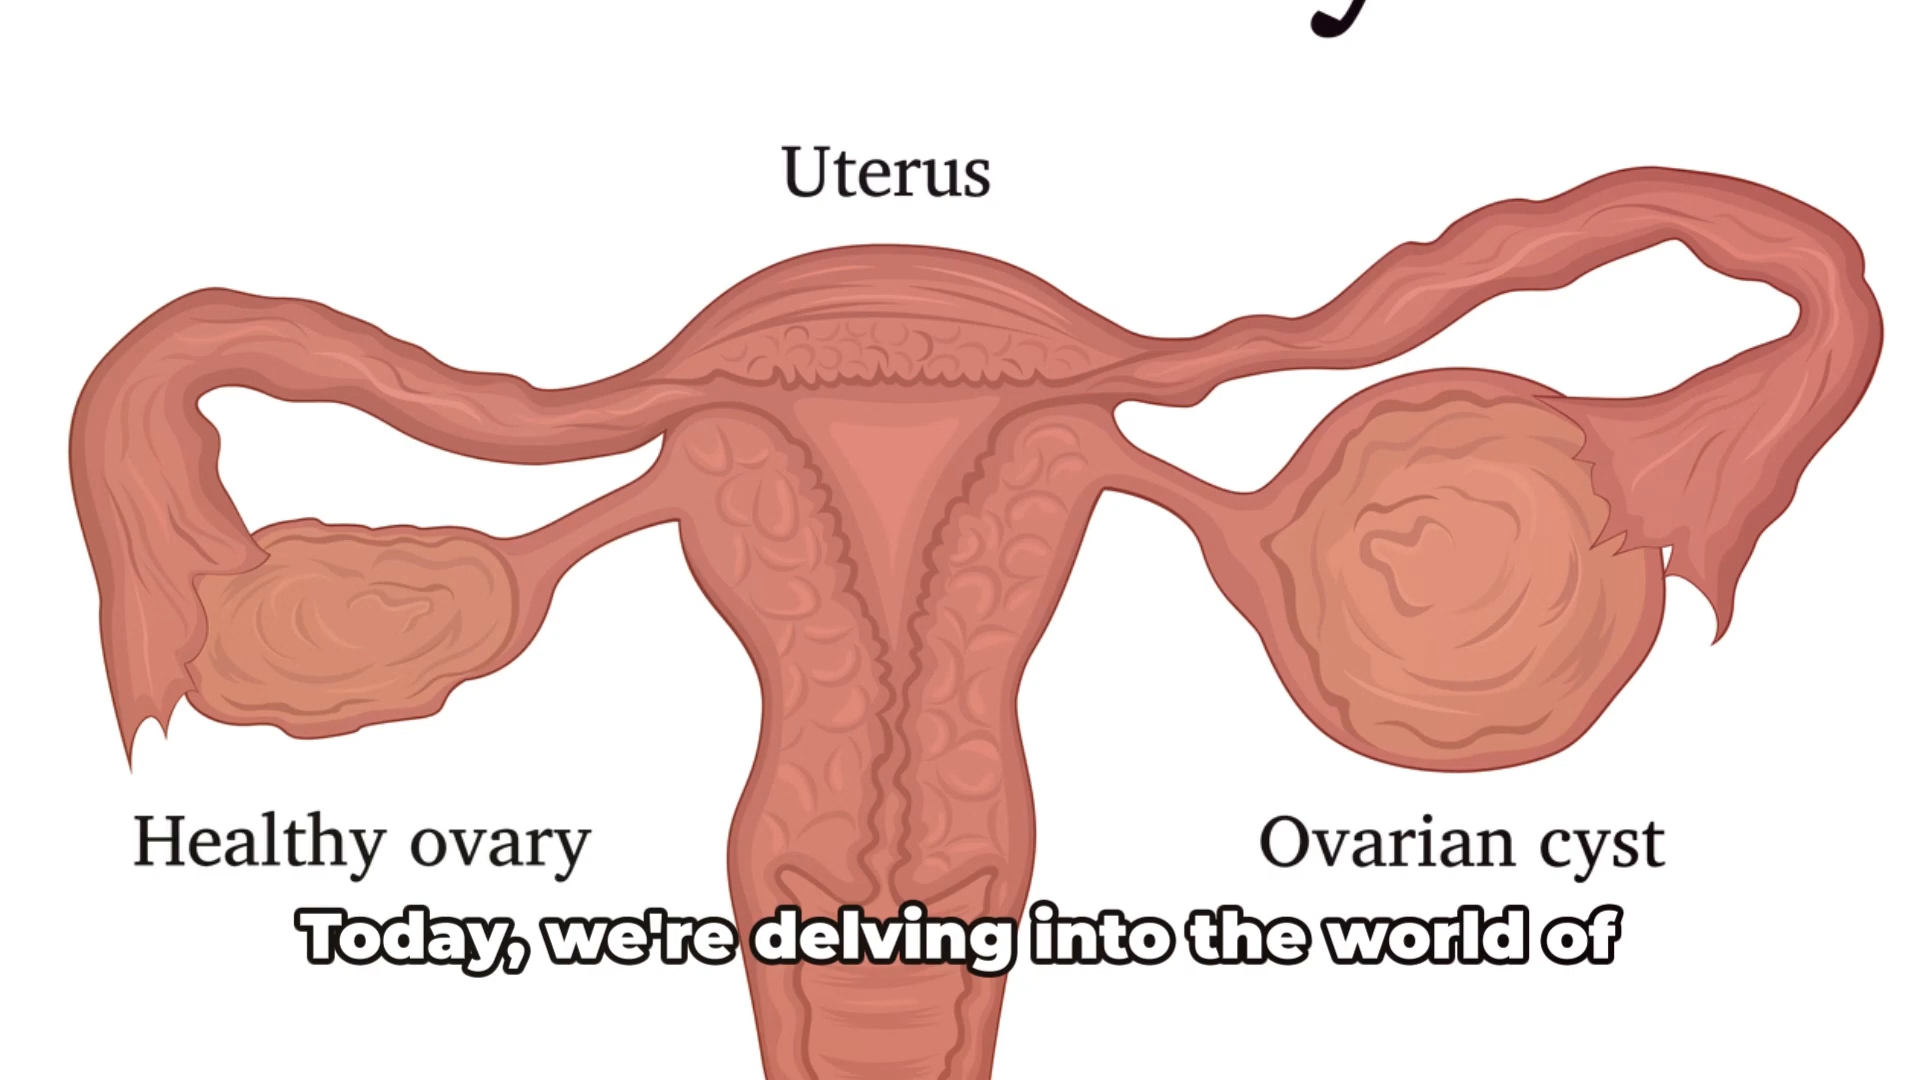 Uterus
Healthy ovary
Ovarian cyst
Today, we're delving into the world of